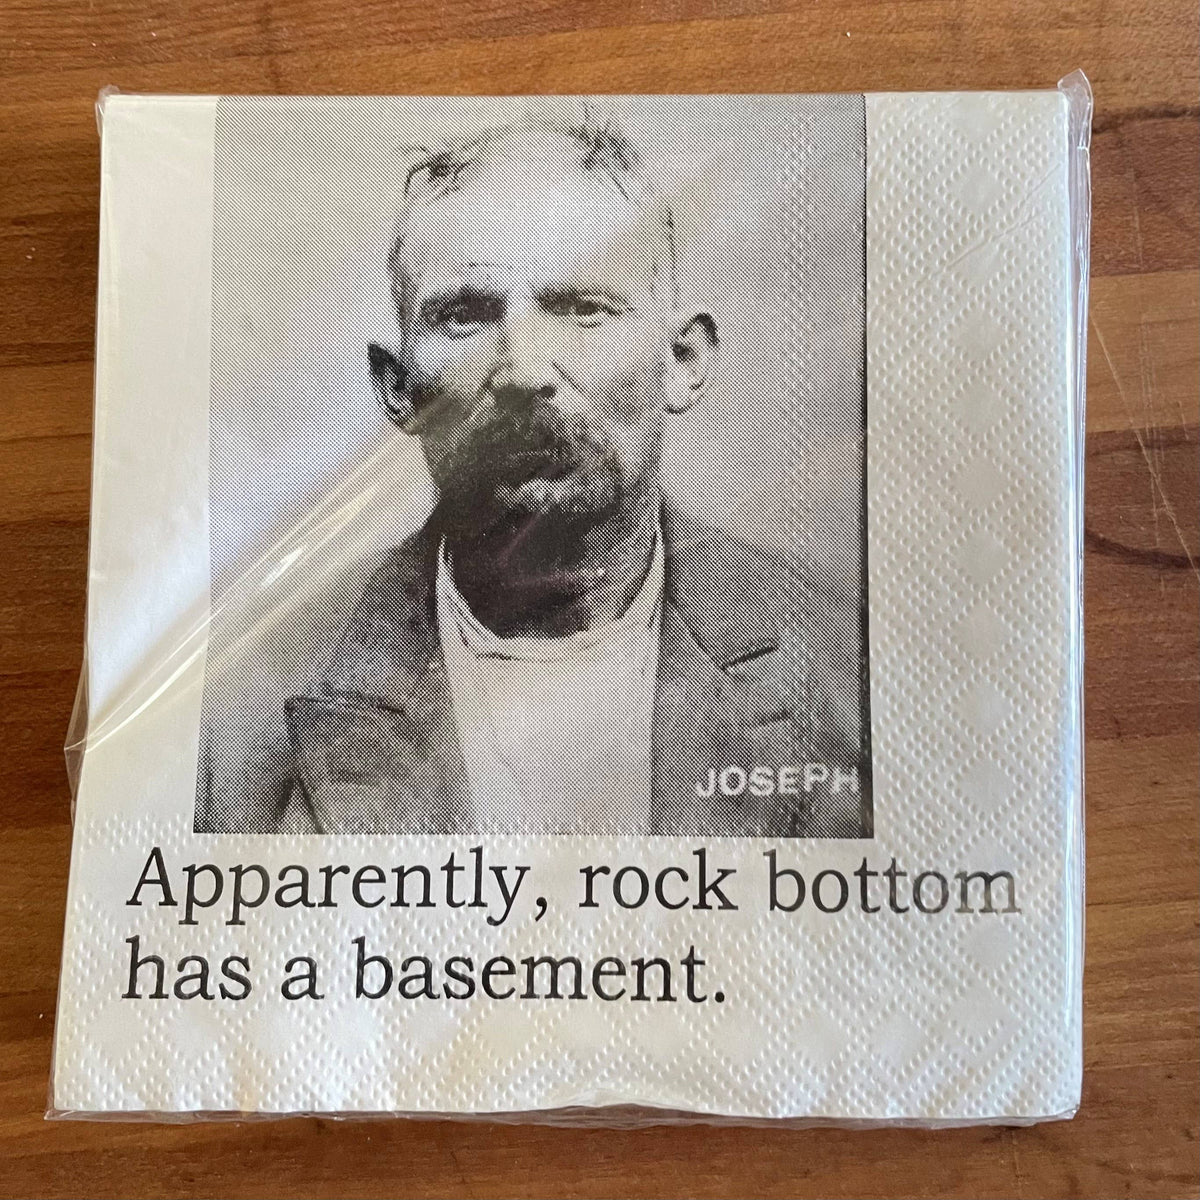 JOSEPH
Apparently, rock bottom
has a basement.